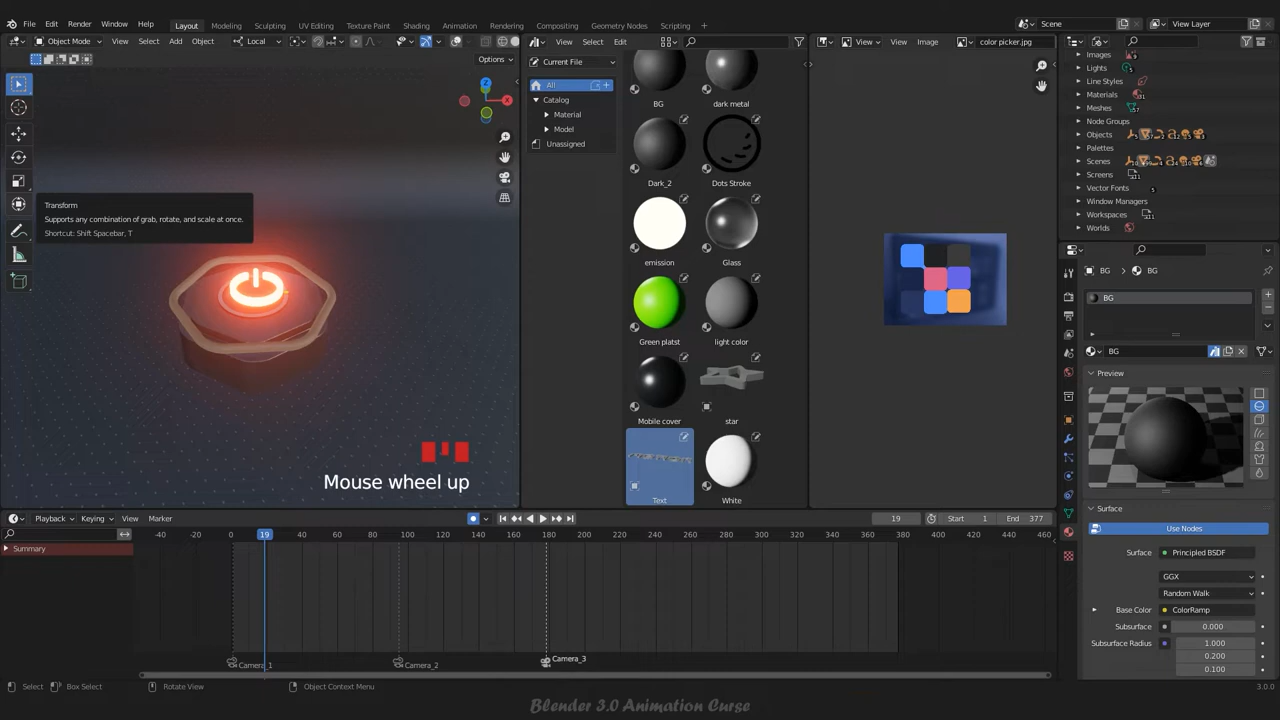 File Edit Render Window Help
Layout Modeling Sculpting UV Editing Texture Paint Shading Animation Rendering Compositing Geometry Nodes Scripting +
Scene View Layer
Object Mode View Select Add Object Local
View Select Edit
View View Image color picker.jpg
Options
Current File
All
Catalog
Material
Model
Unassigned
BG dark metal
Dark_2 Dots Stroke
emission Glass
Green platst light color
Mobile cover star
Text White
Transform
Supports any combination of grab, rotate, and scale at once.
Shortcut: Shift Spacebar, T
Mouse wheel up
Images
Lights 5
Line Styles
Materials 31
Meshes 57
Node Groups
Objects
Palettes
Scenes
Screens 11
Vector Fonts 5
Window Managers
Workspaces 11
Worlds
BG BG
BG
BG
Preview
Surface
Use Nodes
Surface Principled BSDF
GGX
Random Walk
Base Color ColorRamp
Subsurface 0.000
Subsurface Radius 1.000
0.200
0.100
Playback Keying View Marker
19 Start 1 End 377
-40 -20 0 19 40 60 80 100 120 140 160 180 200 220 240 260 280 300 320 340 360 380 400 420 440 460
Summary
Camera_1 Camera_2 Camera_3
Select Box Select Rotate View Object Context Menu
3.0.0
Blender 3.0 Animation Curse